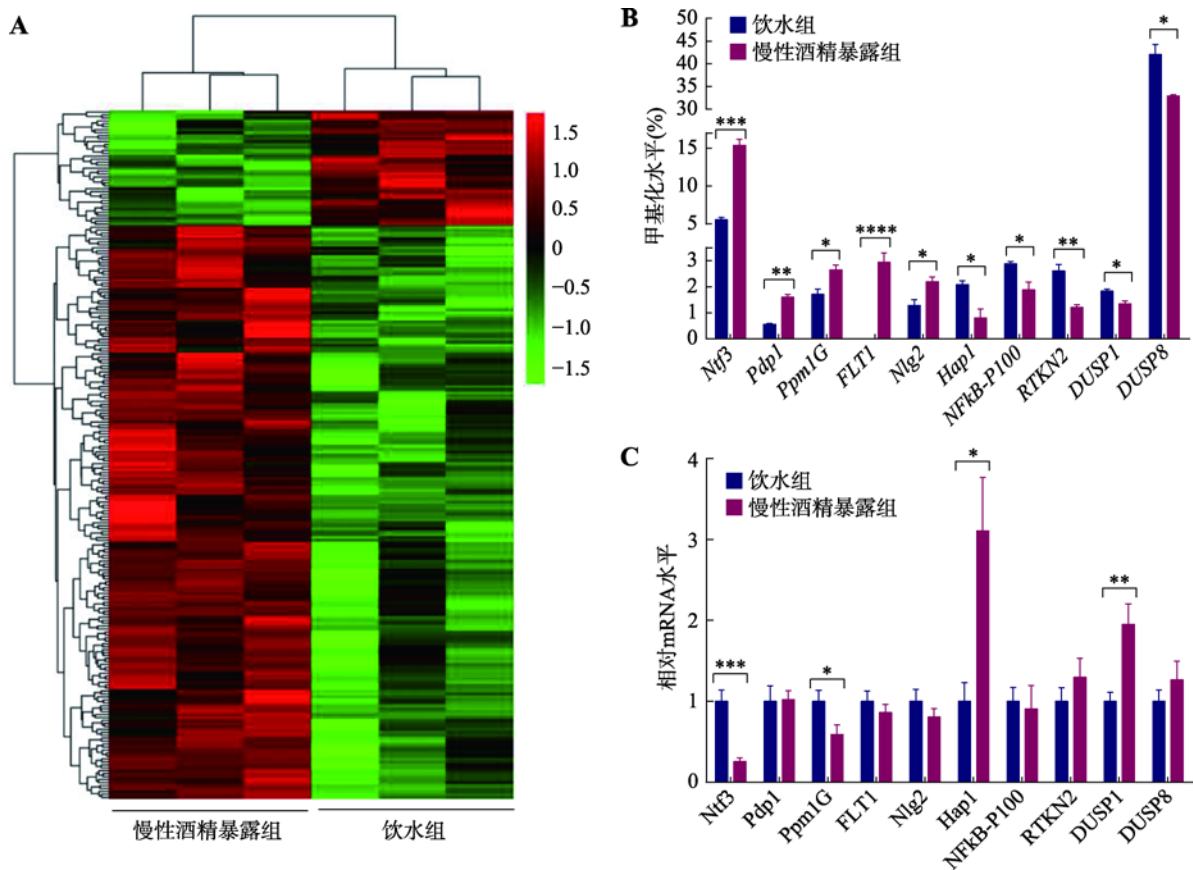 A
1.5
1.0
0.5
0
−0.5
−1.0
−1.5
慢性酒精暴露组
饮水组
B
饮水组
慢性酒精暴露组
甲基化水平(%)
50
45
40
35
30
15
10
5
3
2
1
0
***
**
*
****
*
*
*
**
*
*
Ntf3
Pdp1
Ppm1G
FLT1
Nlg2
Hap1
NFkB-P100
RTKN2
DUSP1
DUSP8
C
饮水组
慢性酒精暴露组
相对mRNA水平
4
3
2
1
0
***
*
*
**
Ntf3
Pdp1
Ppm1G
FLT1
Nlg2
Hap1
NFkB-P100
RTKN2
DUSP1
DUSP8